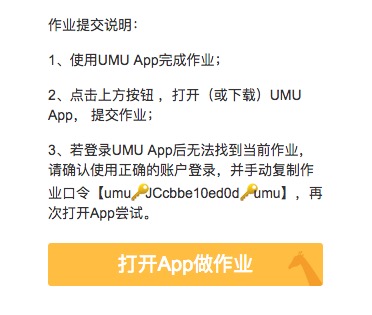 作业提交说明：
1、使用UMU App完成作业；
2、点击上方按钮 ，打开（或下载）UMU
App， 提交作业；
3、若登录UMU App后无法找到当前作业，
请确认使用正确的账户登录，并手动复制作
业口令【umu🔑JCcbbe10ed0d🔑umu】，再
次打开App尝试。
打开App做作业